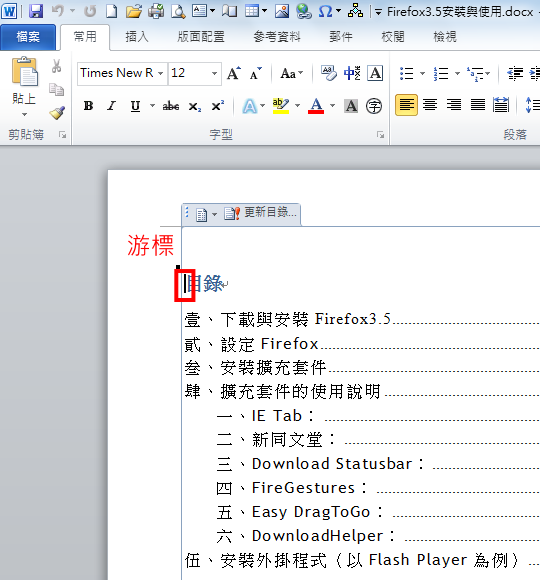 Firefox3.5安裝與使用.docx
檔案 常用 插入 版面配置 參考資料 郵件 校閱 檢視
Times New R 12
貼上
剪貼簿 字型 段落
更新目錄...
游標
目錄
壹、下載與安裝 Firefox3.5
貳、設定 Firefox
叄、安裝擴充套件
肆、擴充套件的使用說明
一、IE Tab：
二、新同文堂：
三、Download Statusbar：
四、FireGestures：
五、Easy DragToGo：
六、DownloadHelper：
伍、安裝外掛程式（以 Flash Player 為例）